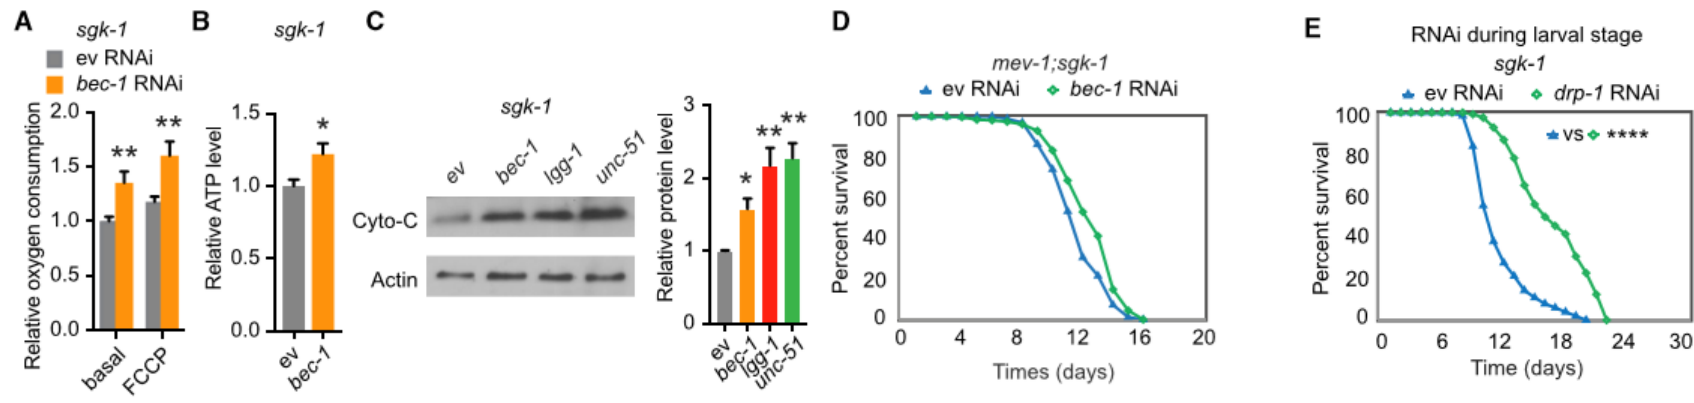 A
sgk-1
ev RNAi
bec-1 RNAi
Relative oxygen consumption
2.0
1.5
1.0
0.5
0.0
**
**
basal
FCCP
B
sgk-1
Relative ATP level
1.5
1.0
0.5
0.0
*
ev
bec-1
C
sgk-1
ev
bec-1
lgg-1
unc-51
Cyto-C
Actin
Relative protein level
3
2
1
0
*
**
**
ev
bec-1
lgg-1
unc-51
D
mev-1;sgk-1
ev RNAi
bec-1 RNAi
Percent survival
100
80
60
40
20
0
0 4 8 12 16 20
Times (days)
E
RNAi during larval stage
sgk-1
ev RNAi
drp-1 RNAi
vs ****
Percent survival
100
80
60
40
20
0
0 6 12 18 24 30
Time (days)